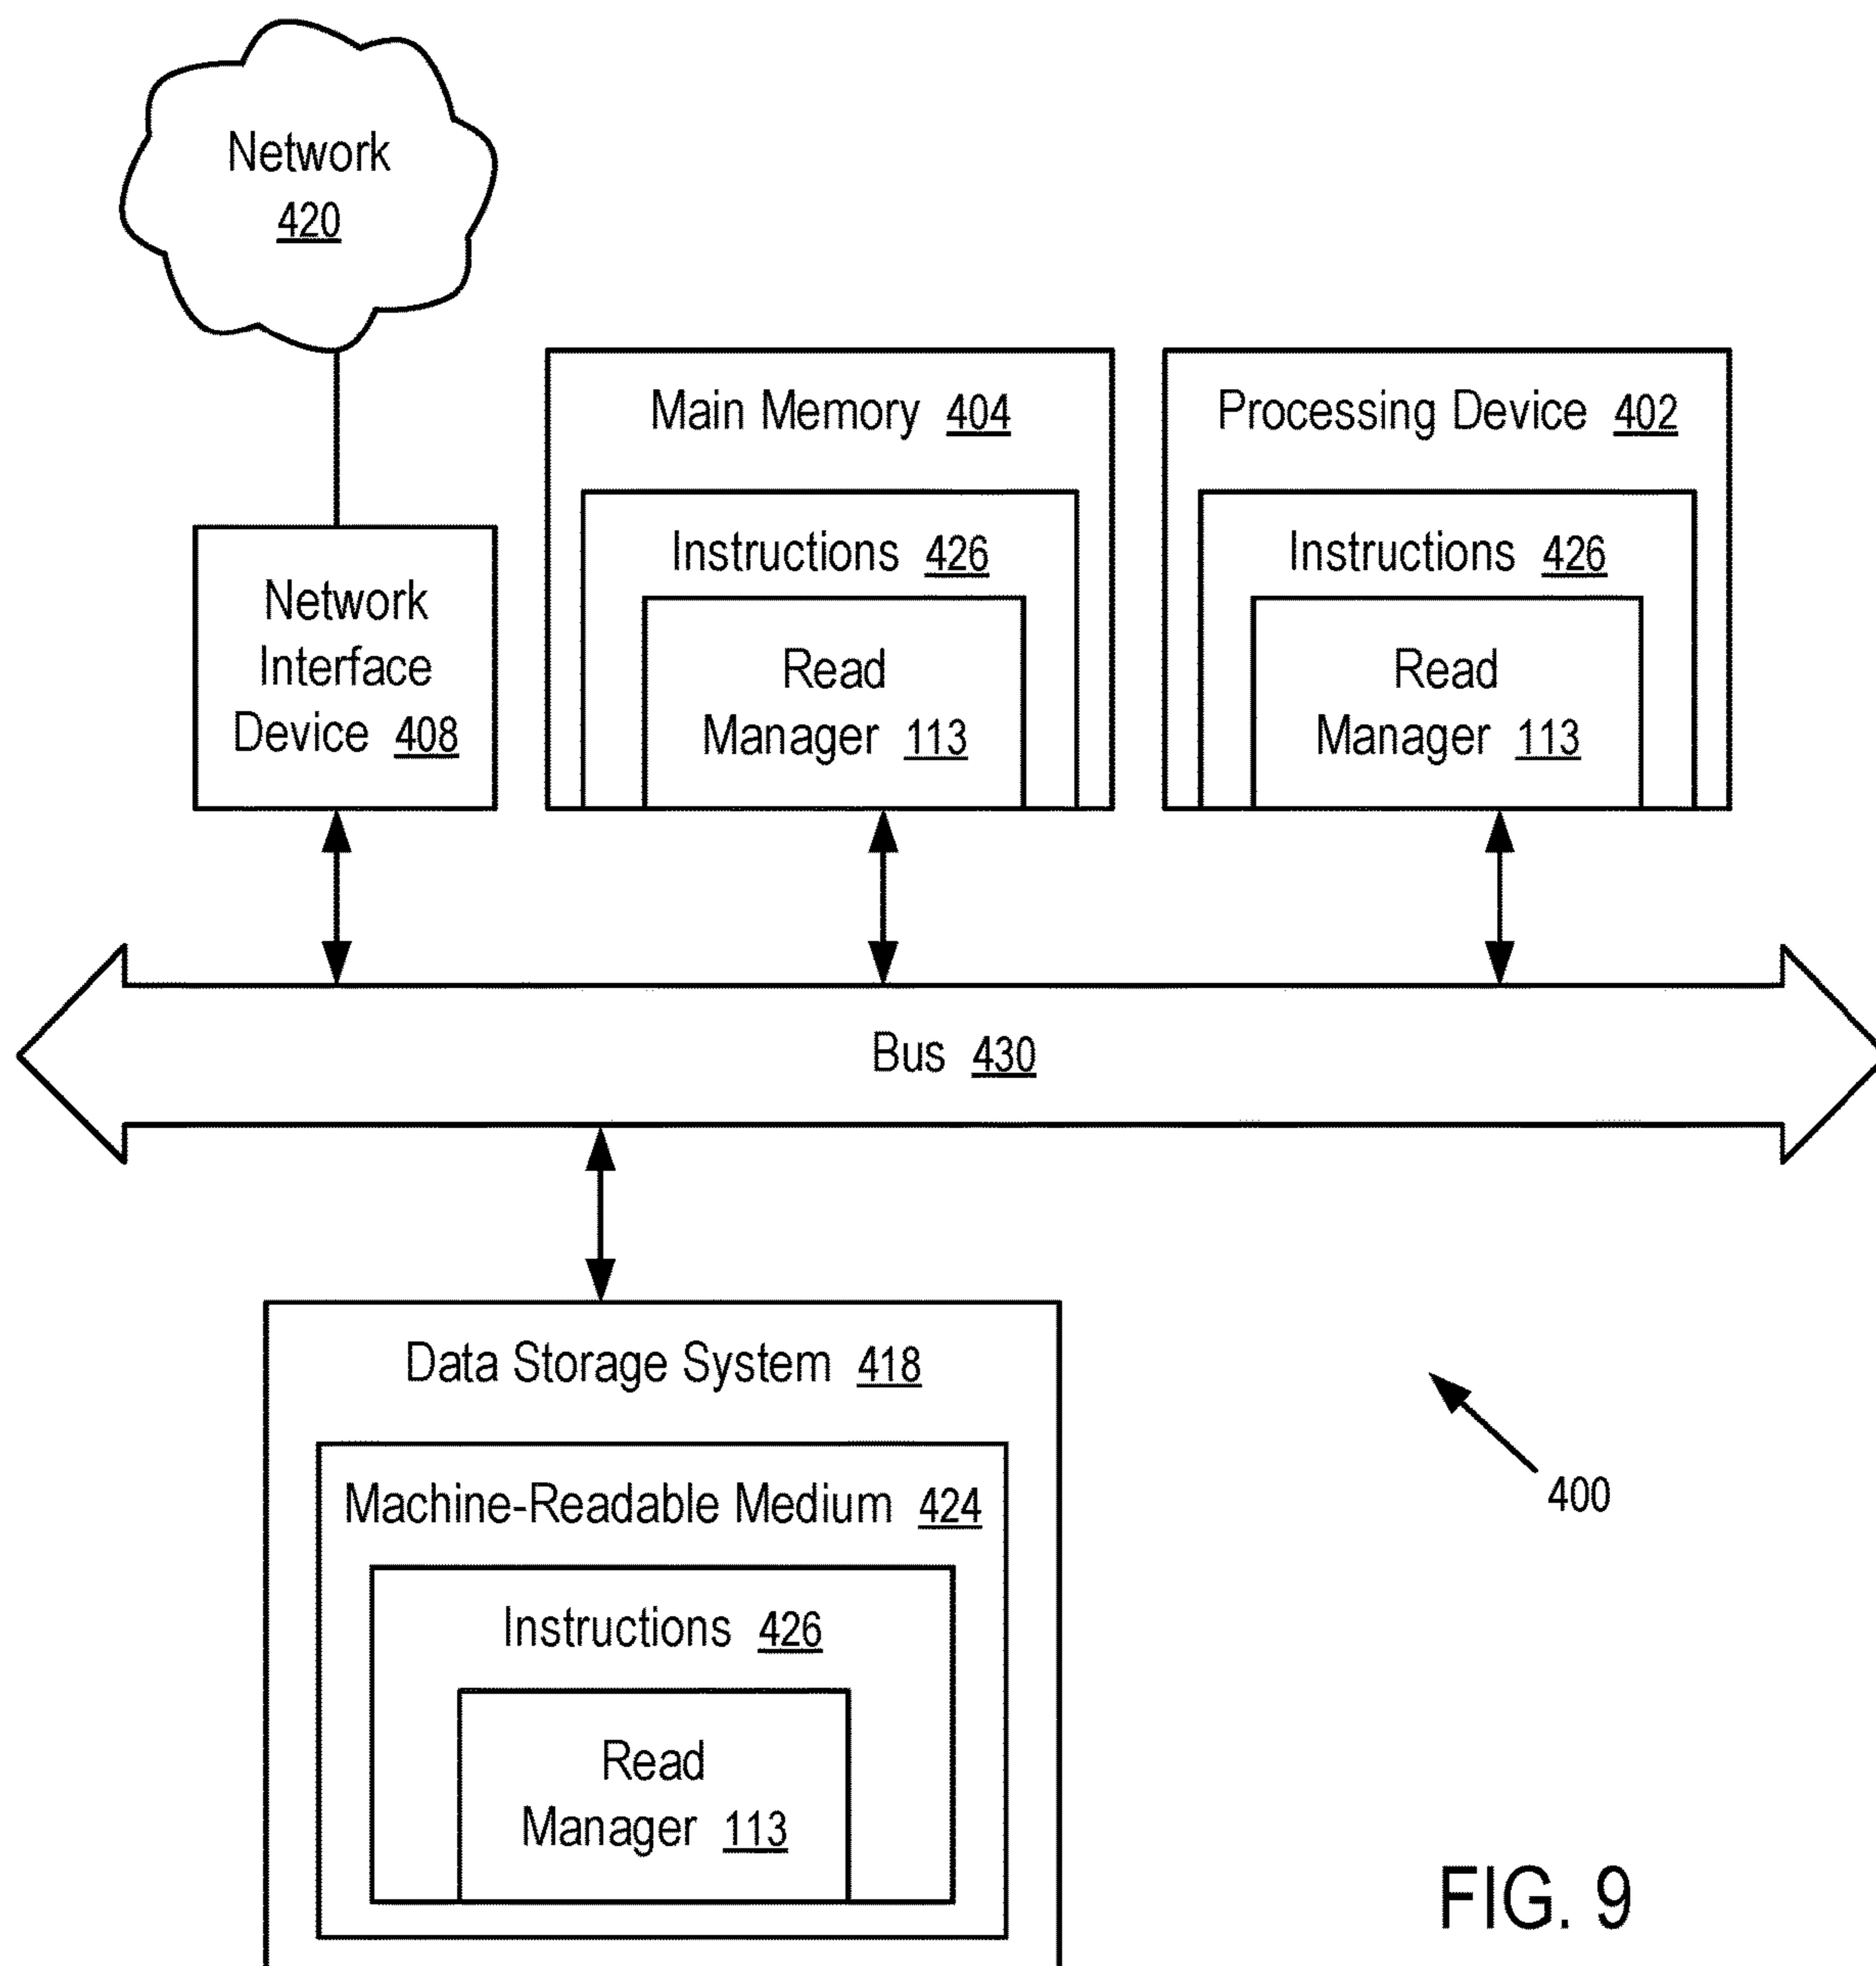 Network
420
Main Memory 404
Instructions 426
Read
Manager 113
Processing Device 402
Instructions 426
Read
Manager 113
Network
Interface
Device 408
Bus 430
Data Storage System 418
Machine-Readable Medium 424
Instructions 426
Read
Manager 113
400
FIG. 9